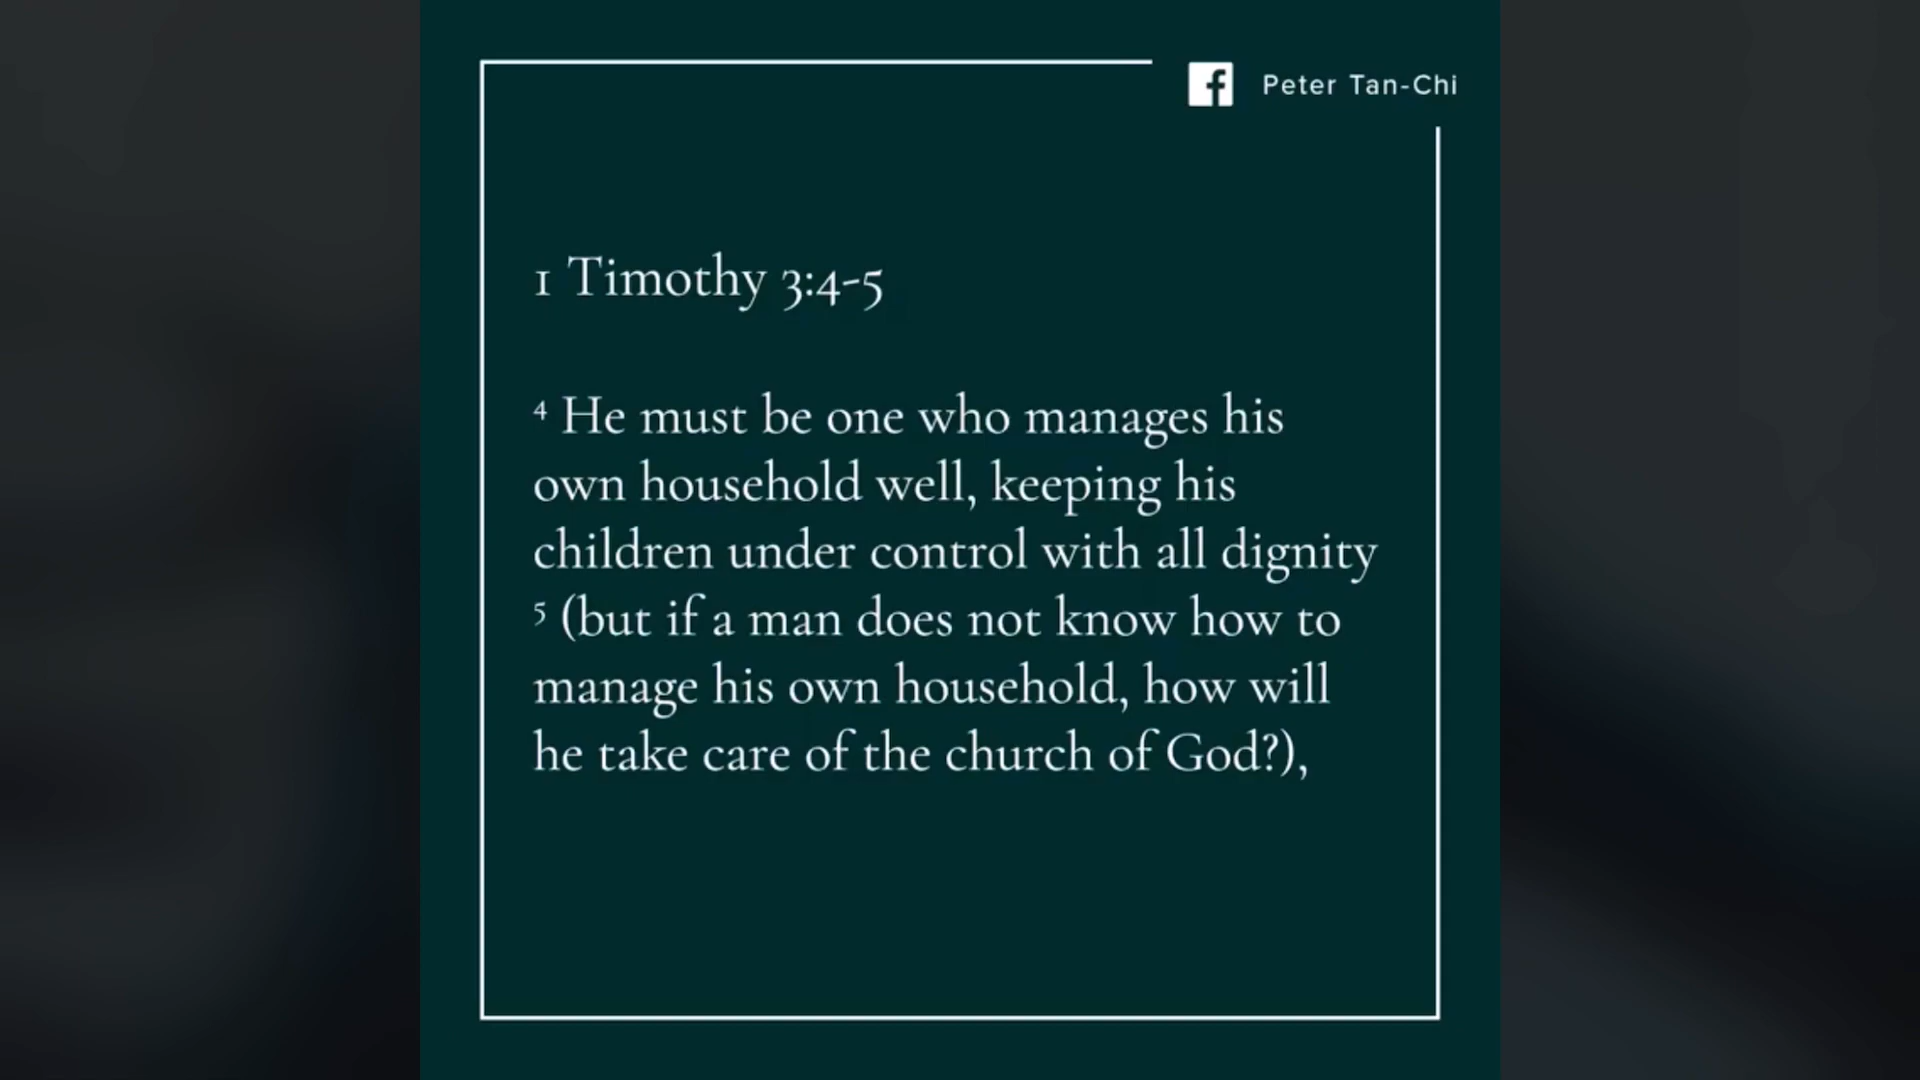 Peter Tan-Chi
1 Timothy 3:4-5
4 He must be one who manages his
own household well, keeping his
children under control with all dignity
5 (but if a man does not know how to
manage his own household, how will
he take care of the church of God?),